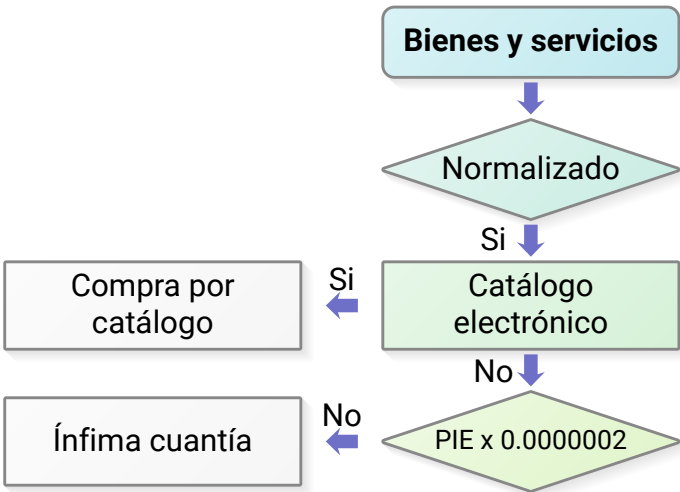 Bienes y servicios
Normalizado
Si
Catálogo
electrónico
Si
Compra por
catálogo
No
PIE x 0.0000002
No
Ínfima cuantía